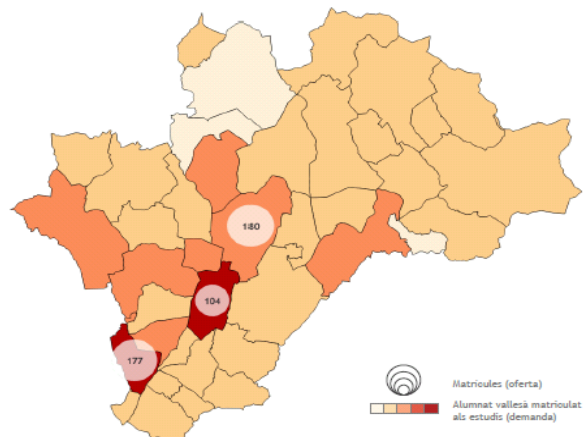 180
104
177
Matrícules (oferta)
Alumnat vallesà matriculat
als estudis (demanda)